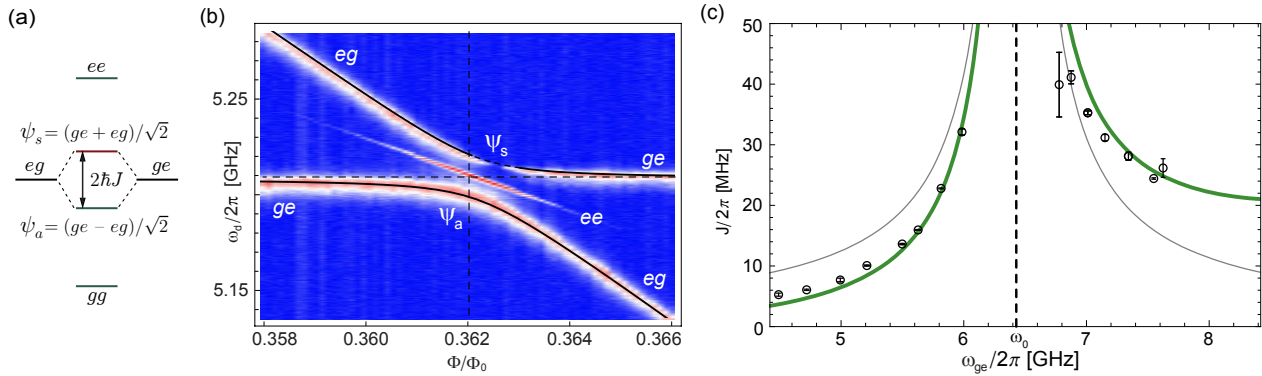 (a)
ee
ψₛ = (ge + eg)/√2
eg
ge
2ħJ
ψₐ = (ge – eg)/√2
gg
(b)
ω_d/2π [GHz]
5.25
5.15
eg
ψₛ
ge
ge
ψₐ
ee
eg
0.358
0.360
0.362
0.364
0.366
Φ/Φ₀
(c)
J/2π [MHz]
50
40
30
20
10
0
5
6
ω₀
7
8
ω_ge/2π [GHz]